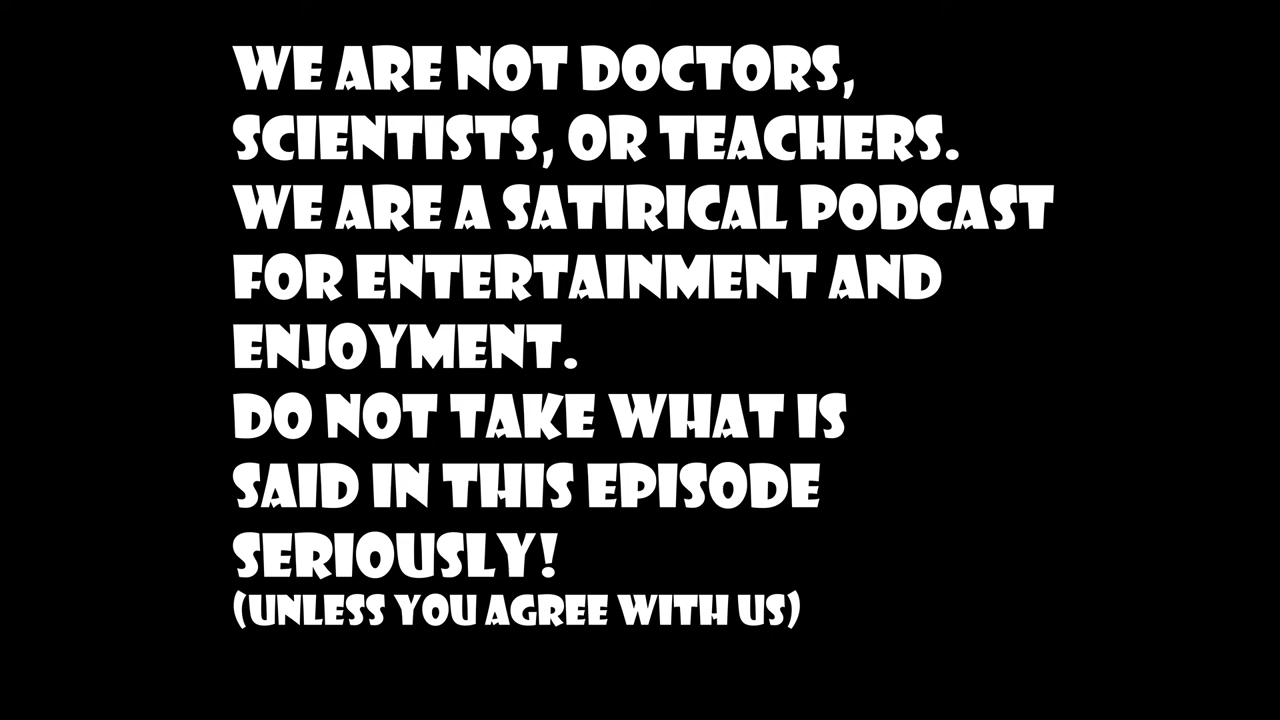 WE ARE NOT DOCTORS,
SCIENTISTS, OR TEACHERS.
WE ARE A SATIRICAL PODCAST
FOR ENTERTAINMENT AND
ENJOYMENT.
DO NOT TAKE WHAT IS
SAID IN THIS EPISODE
SERIOUSLY!
(UNLESS YOU AGREE WITH US)